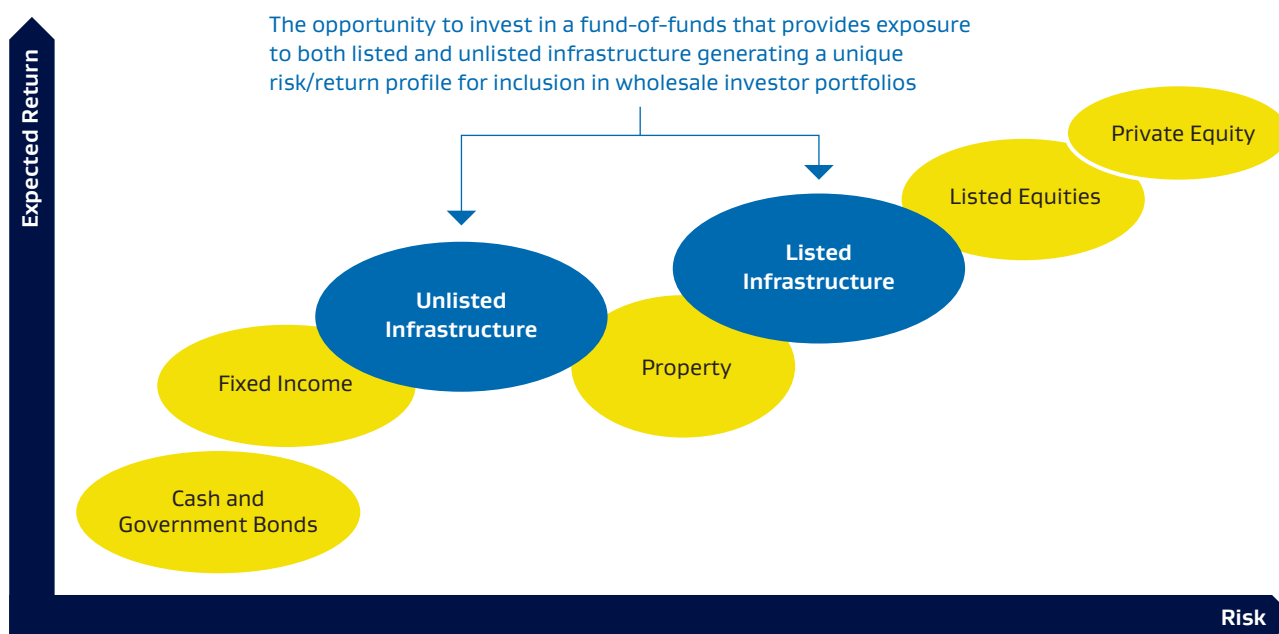 The opportunity to invest in a fund-of-funds that provides exposure
to both listed and unlisted infrastructure generating a unique
risk/return profile for inclusion in wholesale investor portfolios
Expected Return
Private Equity
Listed Equities
Listed
Infrastructure
Unlisted
Infrastructure
Property
Fixed Income
Cash and
Government Bonds
Risk